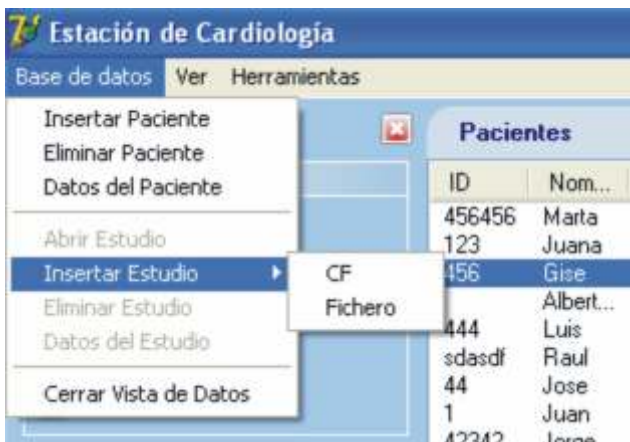 Estación de Cardiología
Base de datos Ver Herramientas
Insertar Paciente
Eliminar Paciente
Datos del Paciente
Abrir Estudio
Insertar Estudio
Eliminar Estudio
Datos del Estudio
Cerrar Vista de Datos
CF
Fichero
Pacientes
ID Nom...
456456 Marta
123 Juana
456 Gise
Albert...
444 Luis
sdasdf Raul
44 Jose
1 Juan
42342 Jorge